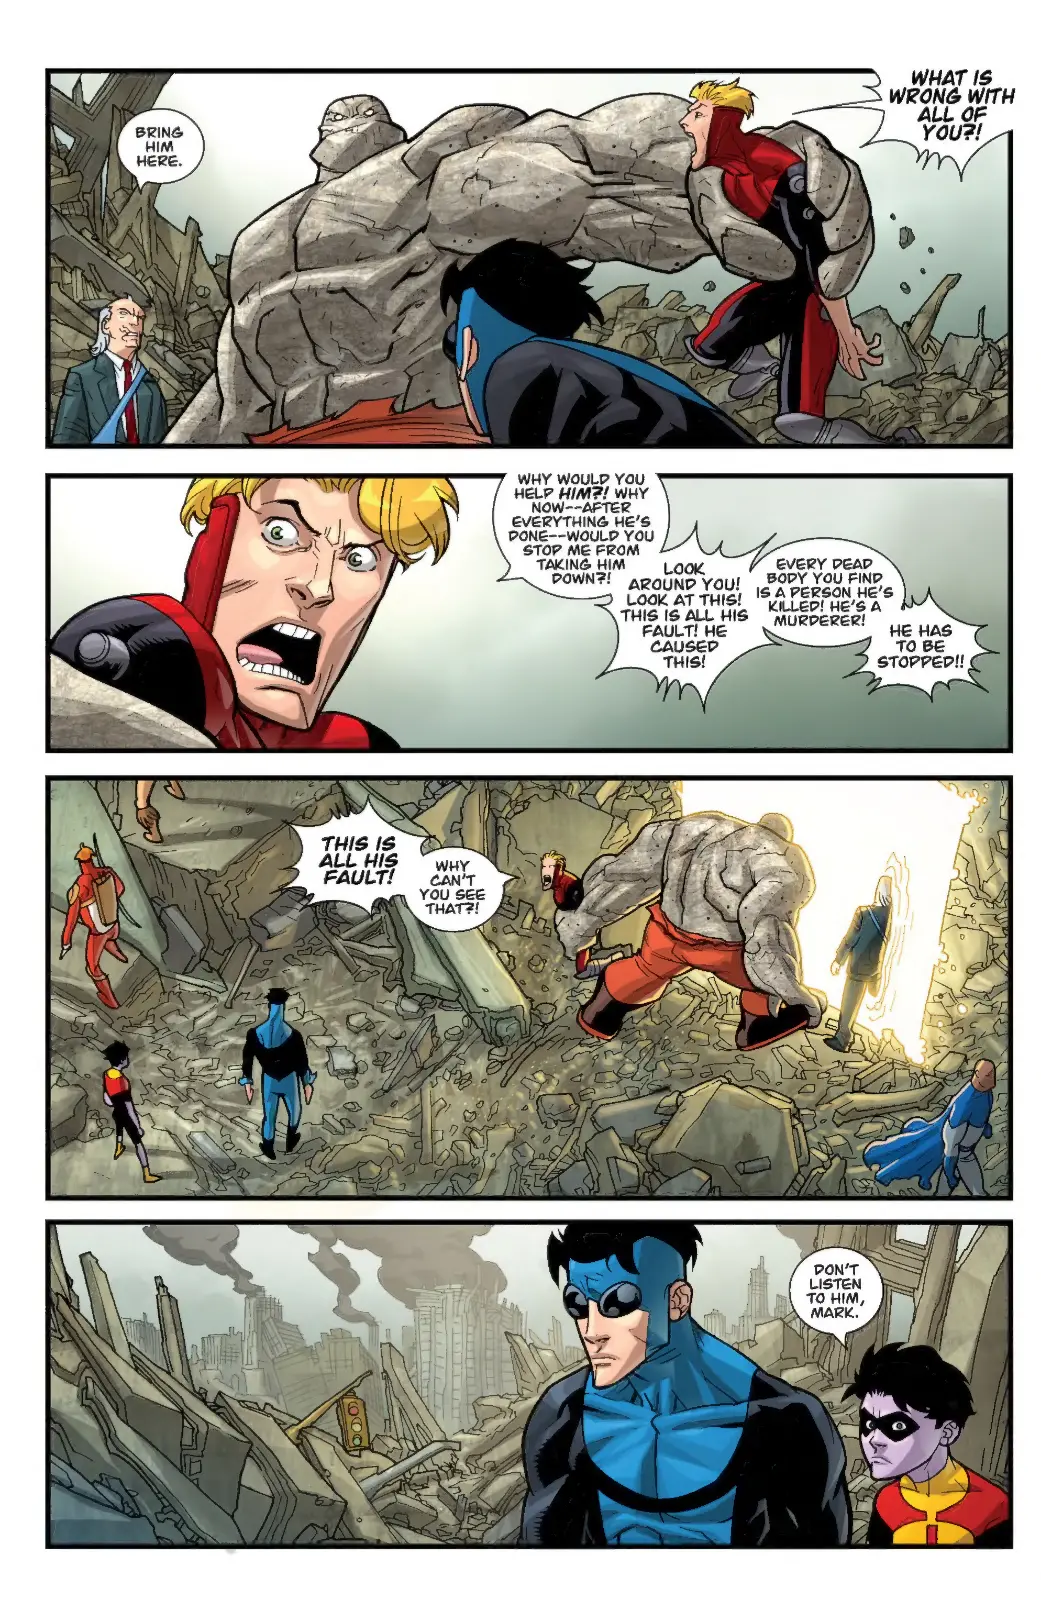 BRING
HIM
HERE.
WHAT IS
WRONG WITH
ALL OF
YOU?!
WHY WOULD YOU
HELP HIM?! WHY
NOW--AFTER
EVERYTHING HE'S
DONE--WOULD YOU
STOP ME FROM
TAKING HIM
DOWN?!
LOOK
AROUND YOU!
LOOK AT THIS!
THIS IS ALL HIS
FAULT! HE
CAUSED
THIS!
EVERY DEAD
BODY YOU FIND
IS A PERSON HE'S
KILLED! HE'S A
MURDERER!
HE HAS
TO BE
STOPPED!!
THIS IS
ALL HIS
FAULT!
WHY
CAN'T
YOU SEE
THAT?!
DON'T
LISTEN
TO HIM,
MARK.